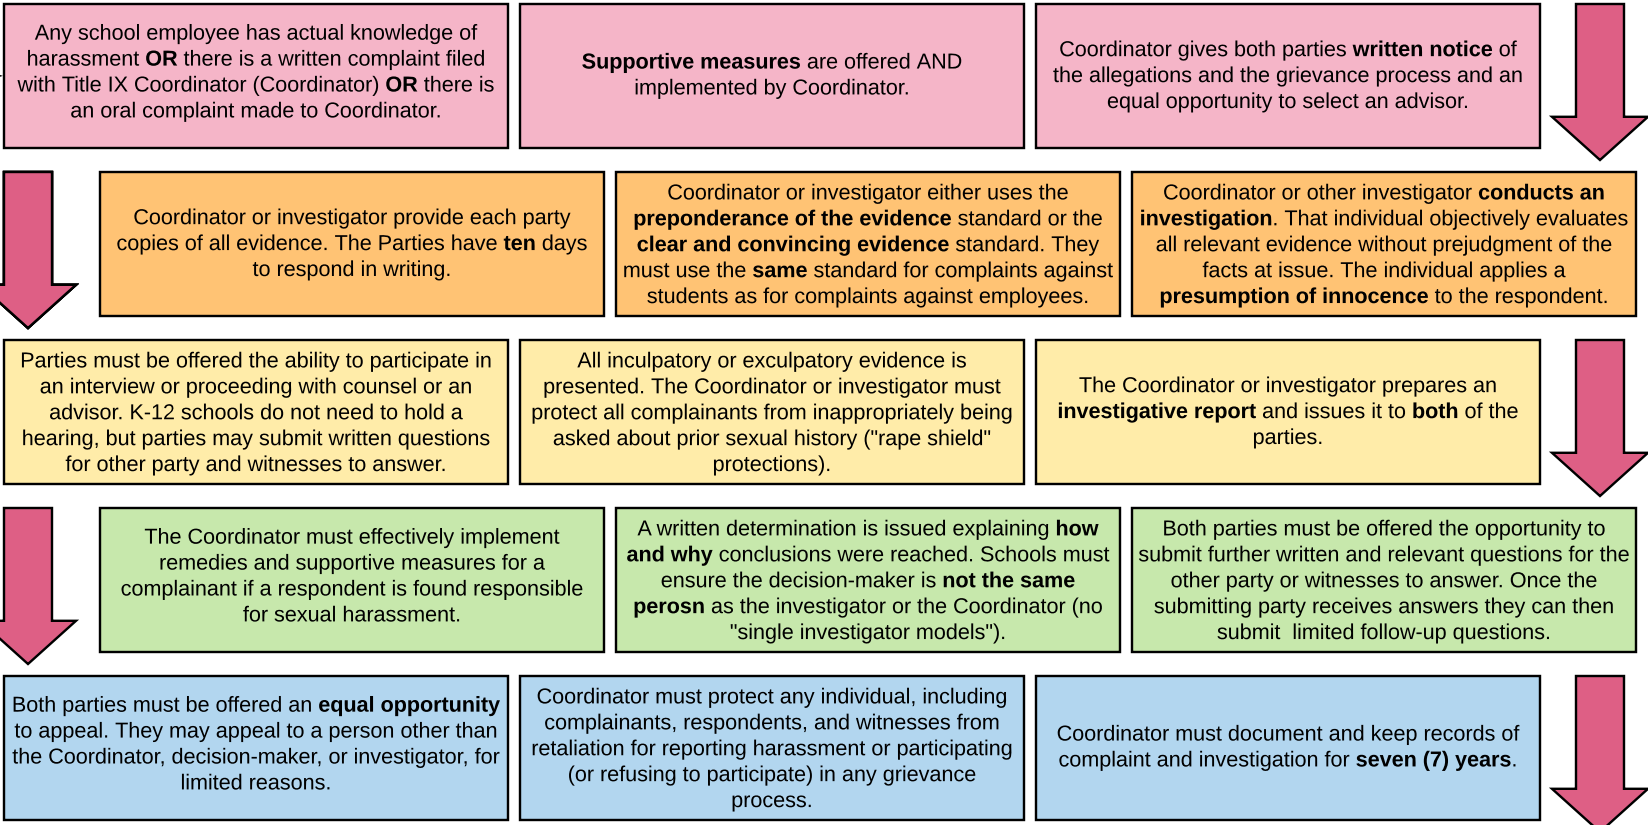 Any school employee has actual knowledge of
harassment OR there is a written complaint filed
with Title IX Coordinator (Coordinator) OR there is
an oral complaint made to Coordinator.
Supportive measures are offered AND
implemented by Coordinator.
Coordinator gives both parties written notice of
the allegations and the grievance process and an
equal opportunity to select an advisor.
Coordinator or other investigator conducts an
investigation. That individual objectively evaluates
all relevant evidence without prejudgment of the
facts at issue. The individual applies a
presumption of innocence to the respondent.
Coordinator or investigator either uses the
preponderance of the evidence standard or the
clear and convincing evidence standard. They
must use the same standard for complaints against
students as for complaints against employees.
Coordinator or investigator provide each party
copies of all evidence. The Parties have ten days
to respond in writing.
Parties must be offered the ability to participate in
an interview or proceeding with counsel or an
advisor. K-12 schools do not need to hold a
hearing, but parties may submit written questions
for other party and witnesses to answer.
All inculpatory or exculpatory evidence is
presented. The Coordinator or investigator must
protect all complainants from inappropriately being
asked about prior sexual history ("rape shield"
protections).
The Coordinator or investigator prepares an
investigative report and issues it to both of the
parties.
Both parties must be offered the opportunity to
submit further written and relevant questions for the
other party or witnesses to answer. Once the
submitting party receives answers they can then
submit  limited follow-up questions.
A written determination is issued explaining how
and why conclusions were reached. Schools must
ensure the decision-maker is not the same
perosn as the investigator or the Coordinator (no
"single investigator models").
The Coordinator must effectively implement
remedies and supportive measures for a
complainant if a respondent is found responsible
for sexual harassment.
Both parties must be offered an equal opportunity
to appeal. They may appeal to a person other than
the Coordinator, decision-maker, or investigator, for
limited reasons.
Coordinator must protect any individual, including
complainants, respondents, and witnesses from
retaliation for reporting harassment or participating
(or refusing to participate) in any grievance
process.
Coordinator must document and keep records of
complaint and investigation for seven (7) years.